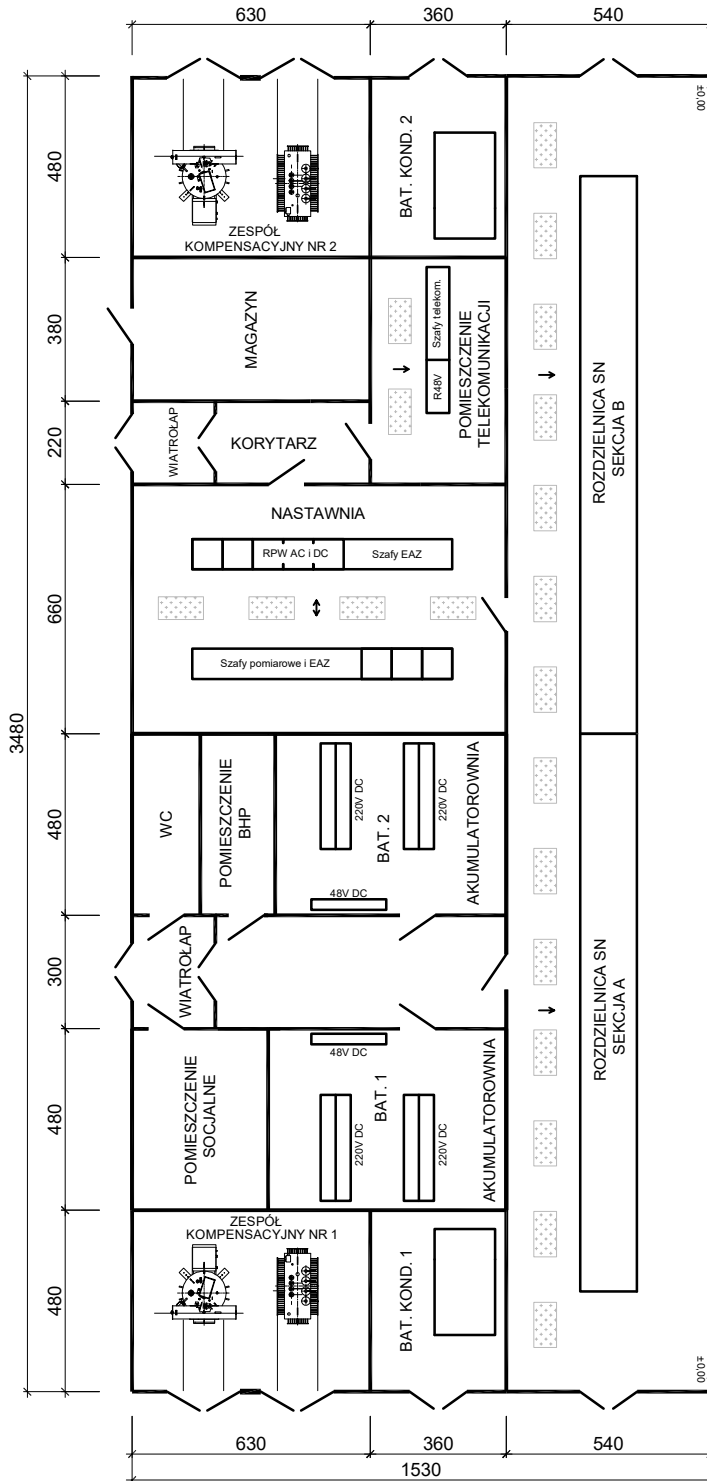 630
360
540
±0,00
480
BAT. KOND. 2
ZESPÓŁ
KOMPENSACYJNY NR 2
380
MAGAZYN
Szafy telekom.
R48V
POMIESZCZENIE
TELEKOMUNIKACJI
ROZDZIELNICA SN
SEKCJA B
220
WIATROŁAP
KORYTARZ
NASTAWNIA
RPW AC i DC
Szafy EAZ
660
Szafy pomiarowe i EAZ
3480
480
WC
POMIESZCZENIE
BHP
220V DC
220V DC
BAT. 2
48V DC
AKUMULATOROWNIA
300
WIATROŁAP
ROZDZIELNICA SN
SEKCJA A
48V DC
480
POMIESZCZENIE
SOCJALNE
BAT. 1
220V DC
220V DC
AKUMULATOROWNIA
480
ZESPÓŁ
KOMPENSACYJNY NR 1
BAT. KOND. 1
±0,00
630
360
540
1530